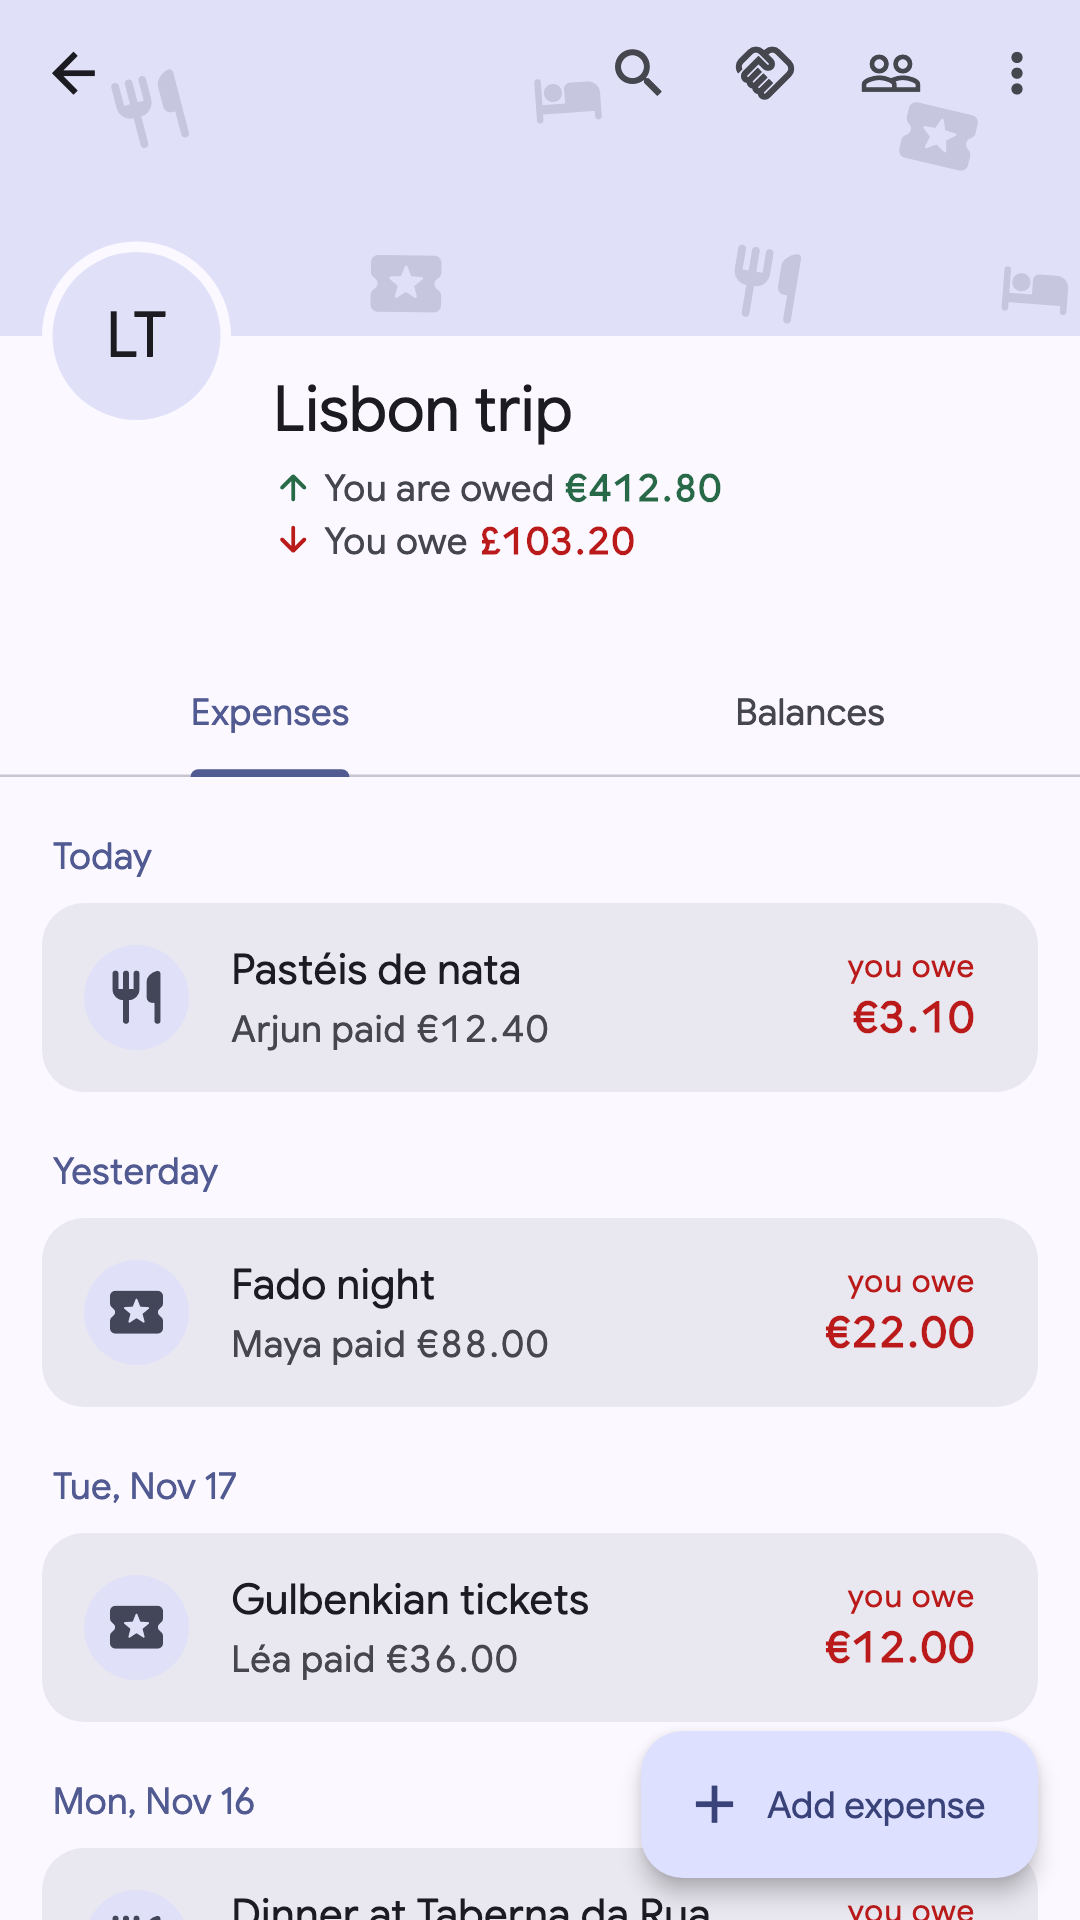 LT
Lisbon trip
You are owed €412.80
You owe £103.20
Expenses
Balances
Today
Pastéis de nata
you owe
Arjun paid €12.40
€3.10
Yesterday
Fado night
you owe
Maya paid €88.00
€22.00
Tue, Nov 17
Gulbenkian tickets
you owe
Léa paid €36.00
€12.00
Mon, Nov 16
Add expense
Dinner at Taberna da Rua
you owe